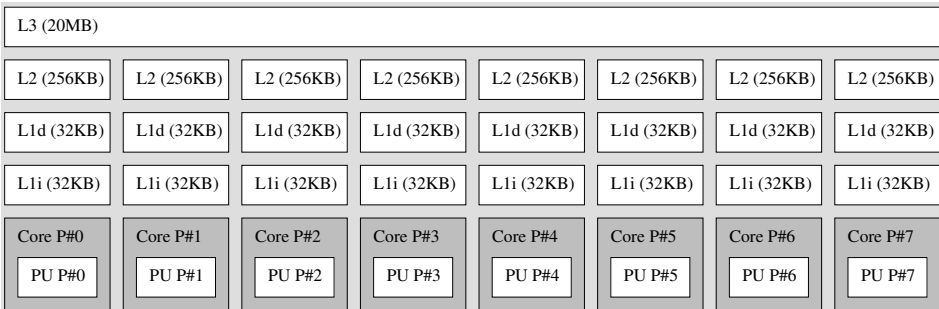 L3 (20MB)
L2 (256KB) L2 (256KB) L2 (256KB) L2 (256KB) L2 (256KB) L2 (256KB) L2 (256KB) L2 (256KB)
L1d (32KB) L1d (32KB) L1d (32KB) L1d (32KB) L1d (32KB) L1d (32KB) L1d (32KB) L1d (32KB)
L1i (32KB) L1i (32KB) L1i (32KB) L1i (32KB) L1i (32KB) L1i (32KB) L1i (32KB) L1i (32KB)
Core P#0 Core P#1 Core P#2 Core P#3 Core P#4 Core P#5 Core P#6 Core P#7
PU P#0 PU P#1 PU P#2 PU P#3 PU P#4 PU P#5 PU P#6 PU P#7